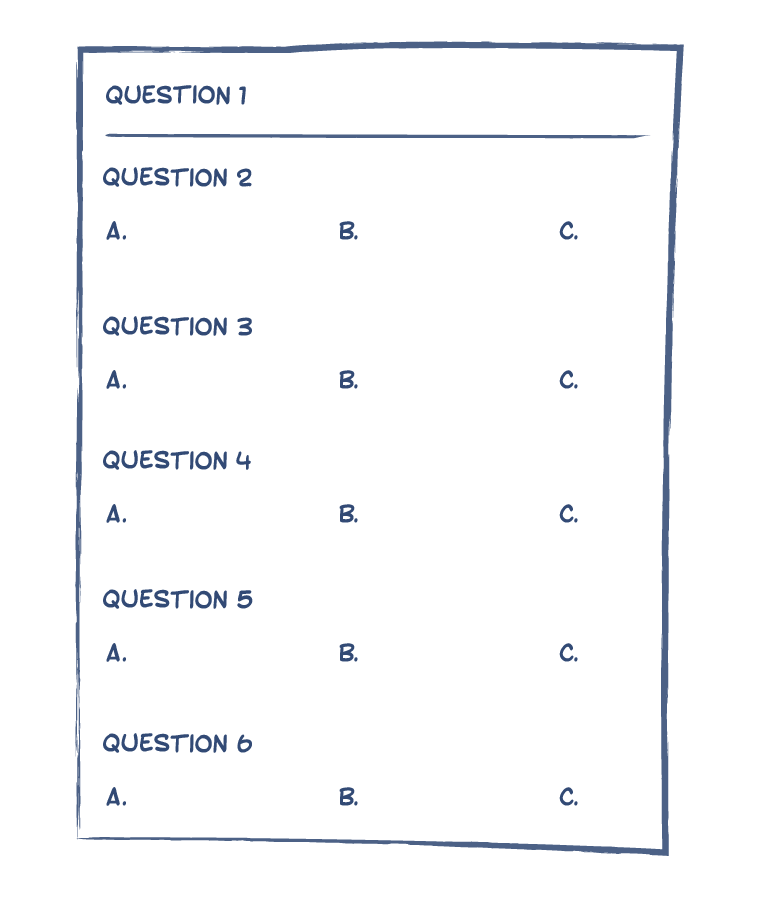 QUESTION 1
QUESTION 2
A. B. C.
QUESTION 3
A. B. C.
QUESTION 4
A. B. C.
QUESTION 5
A. B. C.
QUESTION 6
A. B. C.